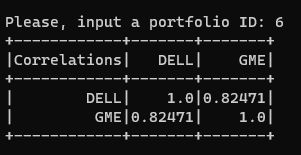 Please, input a portfolio ID: 6
+------------+-------+-------+
|Correlations|   DELL|    GME|
+------------+-------+-------+
|        DELL|    1.0|0.82471|
|         GME|0.82471|    1.0|
+------------+-------+-------+